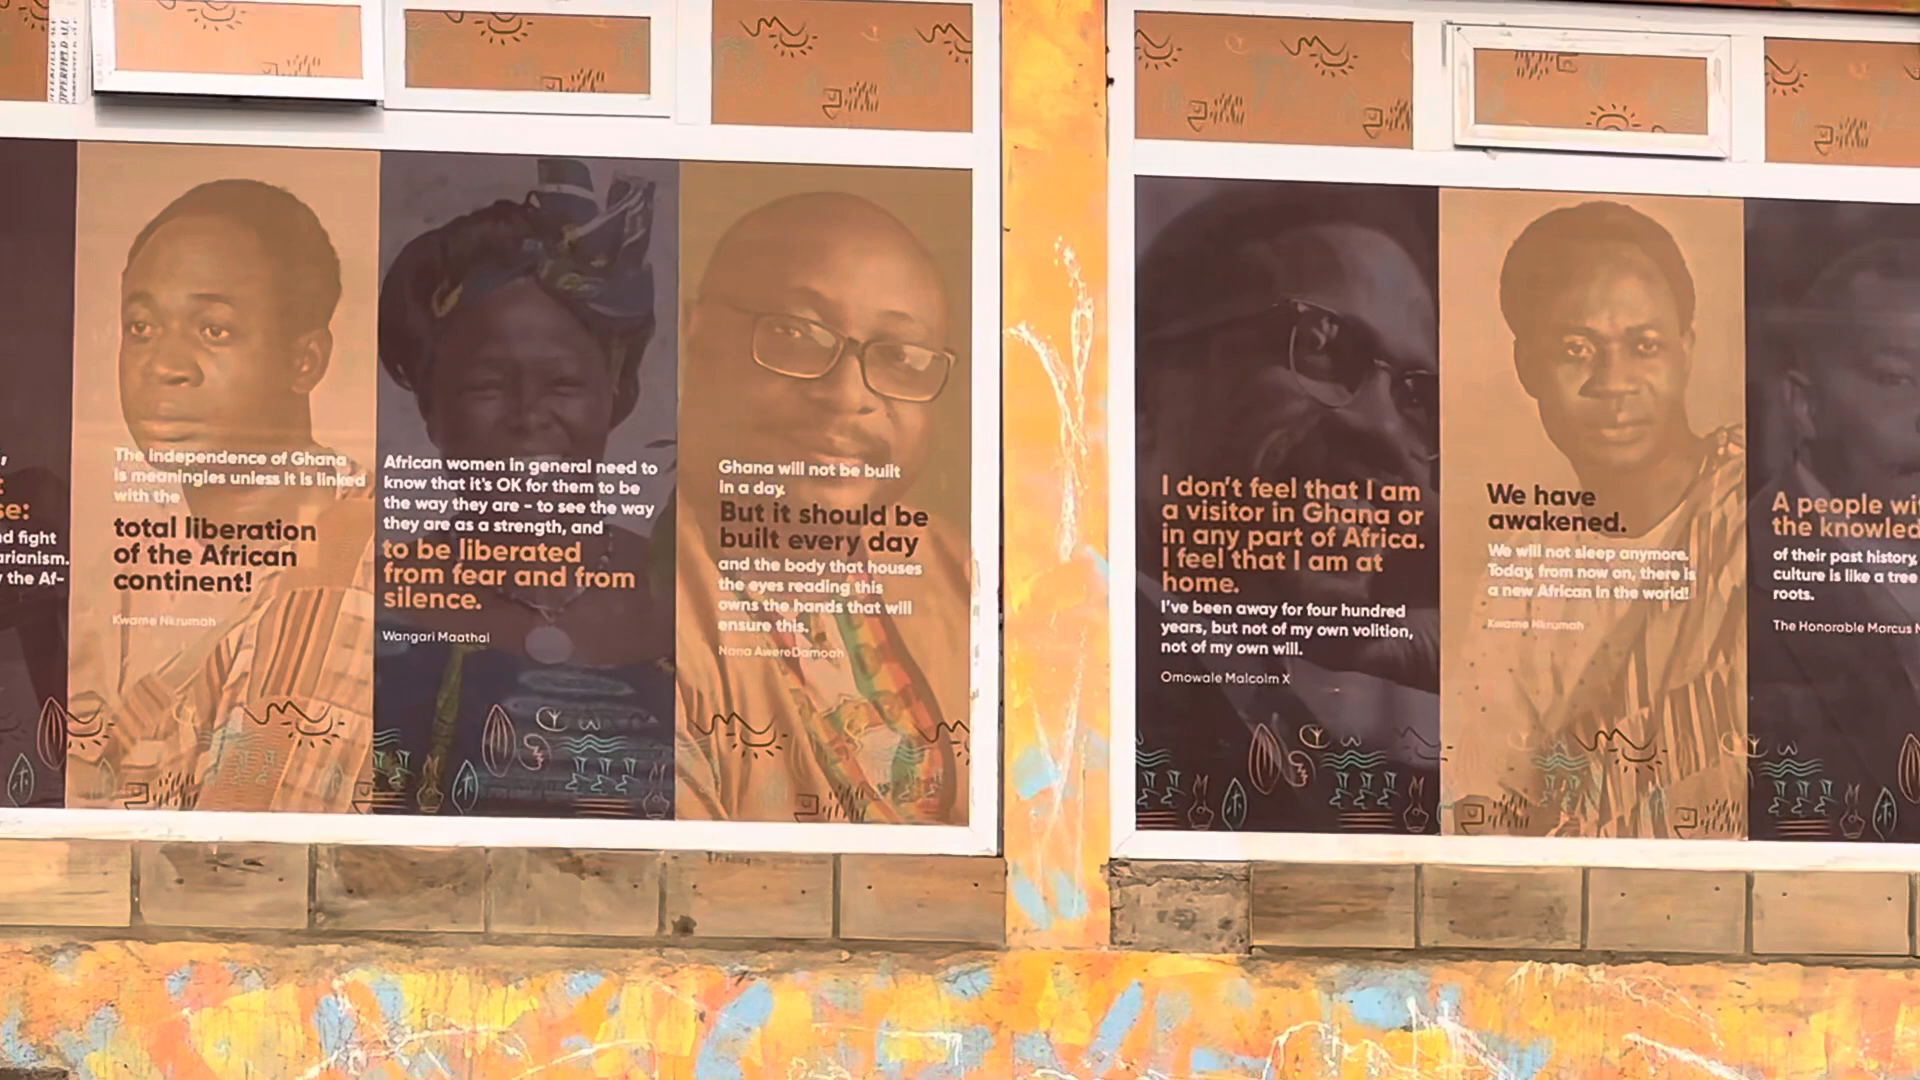 se:
d fight
arianism.
the Af-
The independence of Ghana
is meaningles unless it is linked
with the
total liberation
of the African
continent!
Kwame Nkrumah
African women in general need to
know that it's OK for them to be
the way they are - to see the way
they are as a strength, and
to be liberated
from fear and from
silence.
Wangari Maathai
Ghana will not be built
in a day.
But it should be
built every day
and the body that houses
the eyes reading this
owns the hands that will
ensure this.
Nana AwereDamoah
I don't feel that I am
a visitor in Ghana or
in any part of Africa.
I feel that I am at
home.
I've been away for four hundred
years, but not of my own volition,
not of my own will.
Omowale Malcolm X
We have
awakened.
We will not sleep anymore.
Today, from now on, there is
a new African in the world!
Kwame Nkrumah
A people wi
the knowled
of their past history,
culture is like a tree
roots.
The Honorable Marcus